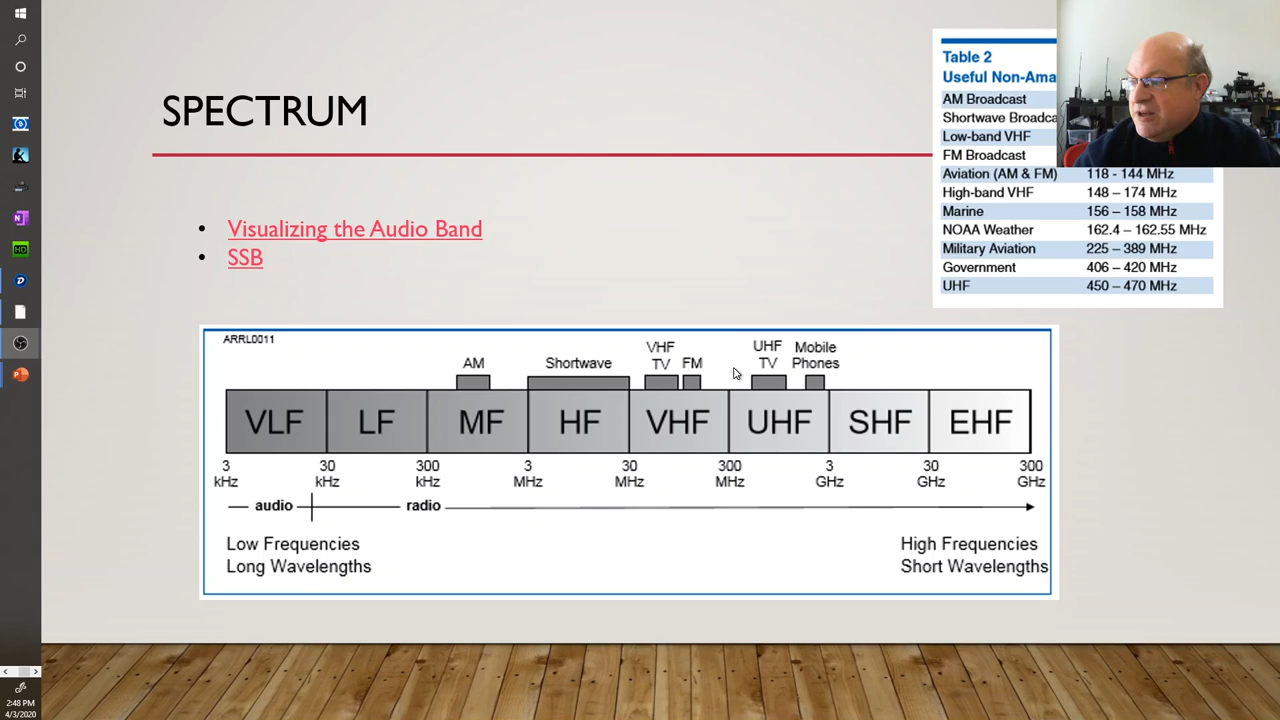 SPECTRUM
• Visualizing the Audio Band
• SSB
Table 2
Useful Non-Ama
AM Broadcast
Shortwave Broadca
Low-band VHF
FM Broadcast
Aviation (AM & FM) 118 - 144 MHz
High-band VHF 148 – 174 MHz
Marine 156 – 158 MHz
NOAA Weather 162.4 – 162.55 MHz
Military Aviation 225 – 389 MHz
Government 406 – 420 MHz
UHF 450 – 470 MHz
ARRL0011
AM
Shortwave
VHF
TV
FM
UHF
TV
Mobile
Phones
VLF LF MF HF VHF UHF SHF EHF
3 30 300 3 30 300 3 30 300
kHz kHz kHz MHz MHz MHz GHz GHz GHz
audio radio
Low Frequencies
Long Wavelengths
High Frequencies
Short Wavelengths
HD
2:48 PM
4/3/2020